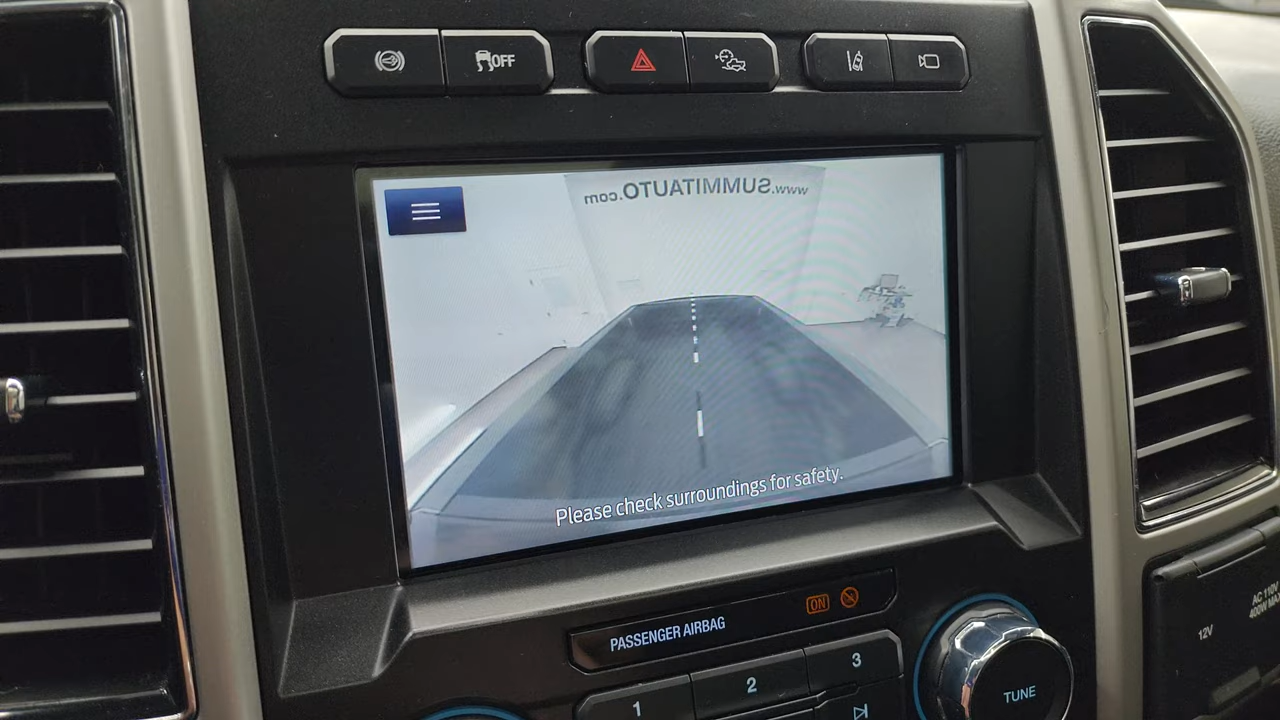 OFF
www.SUMMITAUTO.com
Please check surroundings for safety.
PASSENGER AIRBAG
ON
1
2
3
TUNE
12V
AC 110V
400W MAX